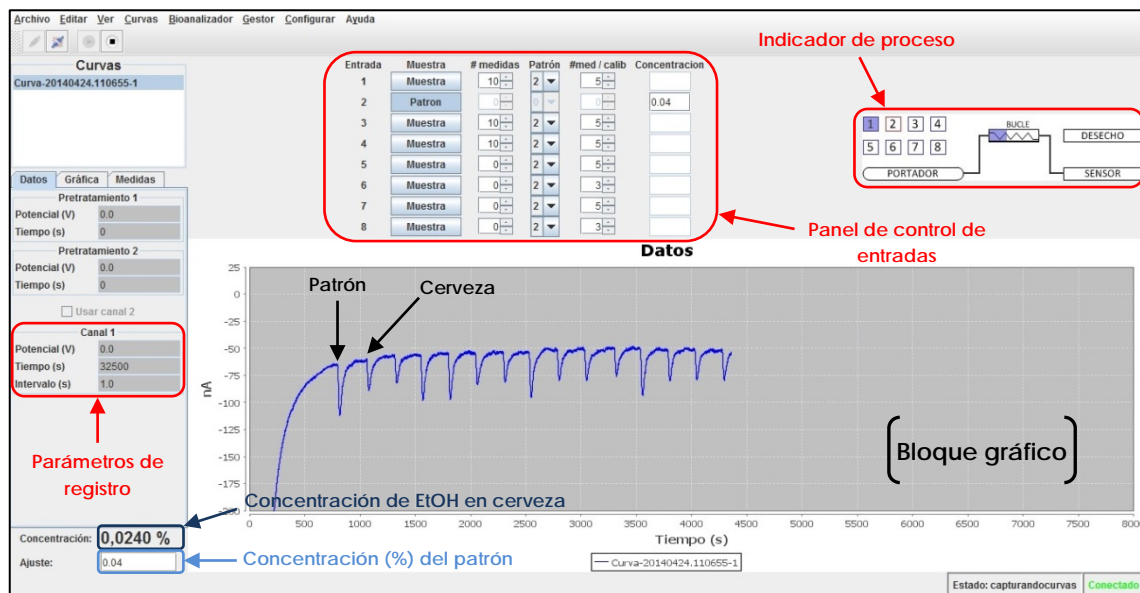 Archivo Editar Ver Curvas Bioanalizador Gestor Configurar Ayuda
Curvas
Curva-20140424.110655-1
Entrada Muestra # medidas Patrón #med / calib Concentracion
1 Muestra 10 2 5
2 Patron 0 0 0 0.04
3 Muestra 10 2 5
4 Muestra 10 2 5
5 Muestra 0 2 5
6 Muestra 0 2 3
7 Muestra 0 2 5
8 Muestra 0 2 3
Indicador de proceso
1 2 3 4
5 6 7 8
BUCLE
DESECHO
PORTADOR
SENSOR
Panel de control de
entradas
Datos Gráfica Medidas
Pretratamiento 1
Potencial (V) 0.0
Tiempo (s) 0
Pretratamiento 2
Potencial (V) 0.0
Tiempo (s) 0
Usar canal 2
Canal 1
Potencial (V) 0.0
Tiempo (s) 32500
Intervalo (s) 1.0
Parámetros de
registro
Datos
Patrón
Cerveza
25
0
-25
-50
-75
-100
-125
-150
-175
-200
nA
Bloque gráfico
0 500 1000 1500 2000 2500 3000 3500 4000 4500 5000 5500 6000 6500 7000 7500 8000
Tiempo (s)
Curva-20140424.110655-1
Concentración de EtOH en cerveza
Concentración: 0,0240 %
Ajuste: 0.04
Concentración (%) del patrón
Estado: capturandocurvas Conectado